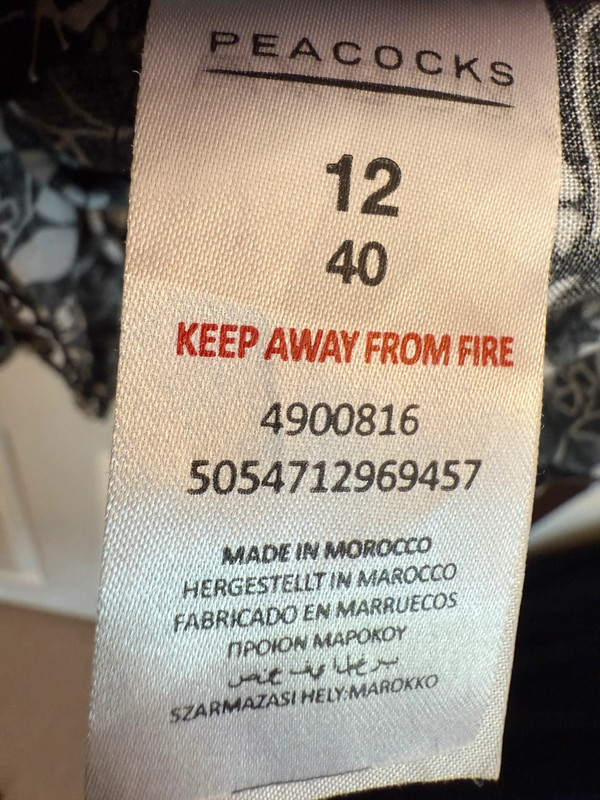 PEACOCKS
12
40
KEEP AWAY FROM FIRE
4900816
5054712969457
MADE IN MOROCCO
HERGESTELLT IN MAROCCO
FABRICADO EN MARRUECOS
ΠΡΟΙΟΝ ΜΑΡΟΚΟΥ
SZARMAZASI HELY:MAROKKO